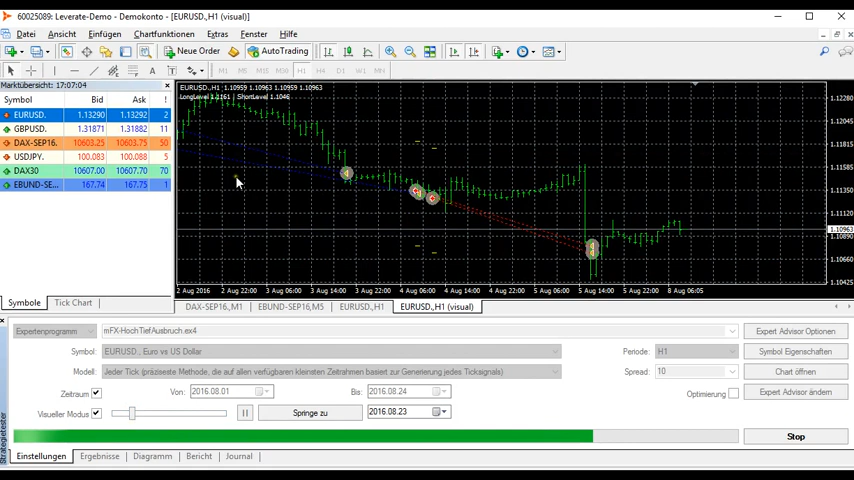 60025089: Leverate-Demo - Demokonto - [EURUSD.,H1 (visual)]
Datei Ansicht Einfügen Chartfunktionen Extras Fenster Hilfe
New Order AutoTrading
A T M1 M5 M15 M30 H1 H4 D1 W1 MN
Marktübersicht: 17:07:04
Symbol Bid Ask !
EURUSD. 1.13290 1.13292 2
GBPUSD. 1.31871 1.31882 11
DAX-SEP16. 10603.25 10603.75 50
USDJPY. 100.083 100.088 5
DAX30 10607.00 10607.70 70
EBUND-SE... 167.74 167.75 1
Symbole Tick Chart
EURUSD.,H1 1.10959 1.10963 1.10959 1.10963
LongLevel 1.1161 | ShortLevel 1.1046
1.12280
1.12050
1.11815
1.11585
1.11350
1.11120
1.10963
1.10890
1.10660
1.10425
2 Aug 2016 2 Aug 22:00 3 Aug 06:00 3 Aug 14:00 3 Aug 22:00 4 Aug 06:00 4 Aug 14:00 4 Aug 22:00 5 Aug 06:00 5 Aug 14:00 5 Aug 22:00 8 Aug 06:05
DAX-SEP16.,M1 EBUND-SEP16,M5 EURUSD.,H1 EURUSD.,H1 (visual)
Expertenprogramm mFX-HochTiefAusbruch.ex4 Expert Advisor Optionen
Symbol: EURUSD., Euro vs US Dollar Periode: H1 Symbol Eigenschaften
Modell: Jeder Tick (präziseste Methode, die auf allen verfügbaren kleinsten Zeitrahmen basiert zur Generierung jedes Ticksignals) Spread: 10 Chart öffnen
Zeitraum Von: 2016.08.01 Bis: 2016.08.24 Optimierung Expert Advisor ändern
Visueller Modus Springe zu 2016.08.23
Stop
Einstellungen Ergebnisse Diagramm Bericht Journal
Strategietester